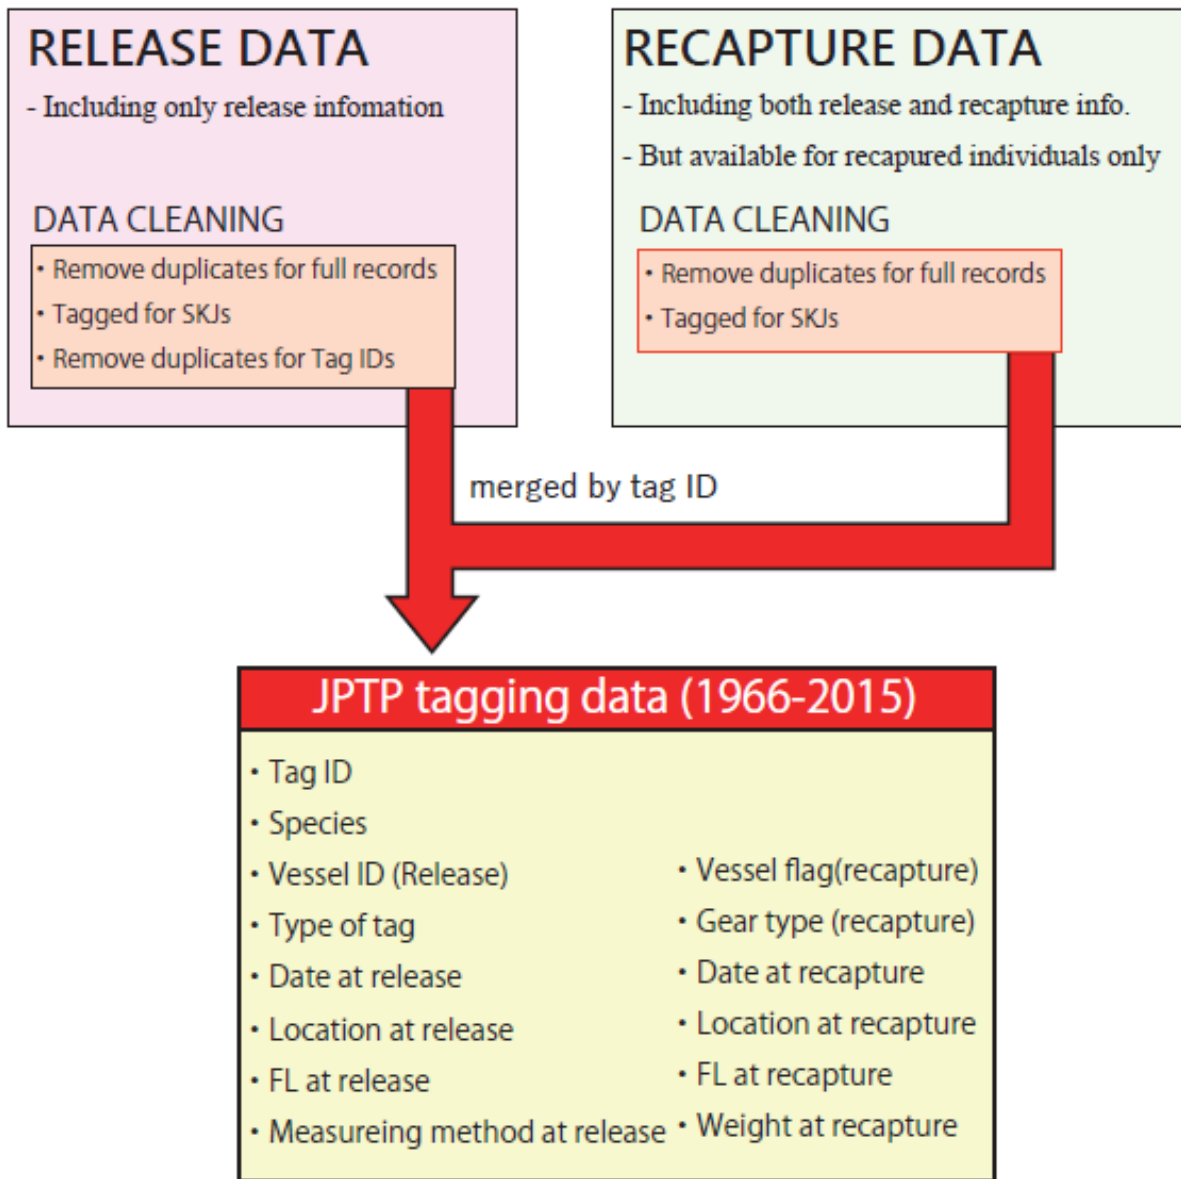 RELEASE DATA
- Including only release infomation
DATA CLEANING
・Remove duplicates for full records
・Tagged for SKJs
・Remove duplicates for Tag IDs
RECAPTURE DATA
- Including both release and recapture info.
- But available for recapured individuals only
DATA CLEANING
・Remove duplicates for full records
・Tagged for SKJs
merged by tag ID
JPTP tagging data (1966-2015)
・Tag ID
・Species
・Vessel ID (Release)
・Type of tag
・Date at release
・Location at release
・FL at release
・Measureing method at release
・Vessel flag(recapture)
・Gear type (recapture)
・Date at recapture
・Location at recapture
・FL at recapture
・Weight at recapture